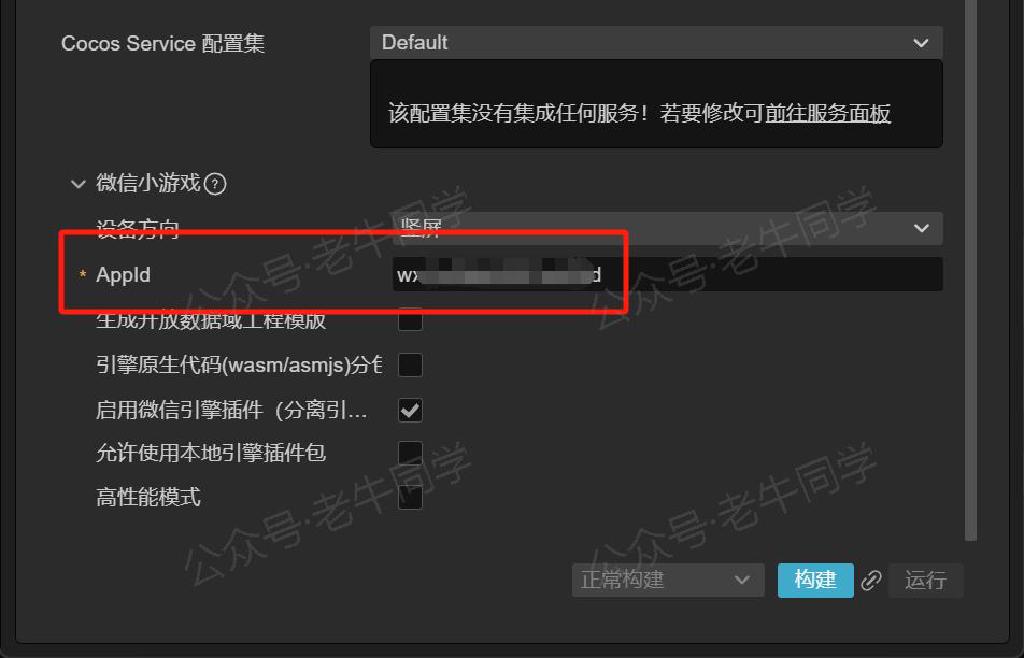 Cocos Service 配置集 Default
该配置集没有集成任何服务！若要修改可前往服务面板
微信小游戏 ?
设备方向 竖屏
* AppId wx d
生成开放数据域工程模版
引擎原生代码(wasm/asmjs)分包
启用微信引擎插件（分离引...
允许使用本地引擎插件包
高性能模式
正常构建 构建 运行
公众号·老牛同学
公众号·老牛同学
公众号·老牛同学
公众号·老牛同学